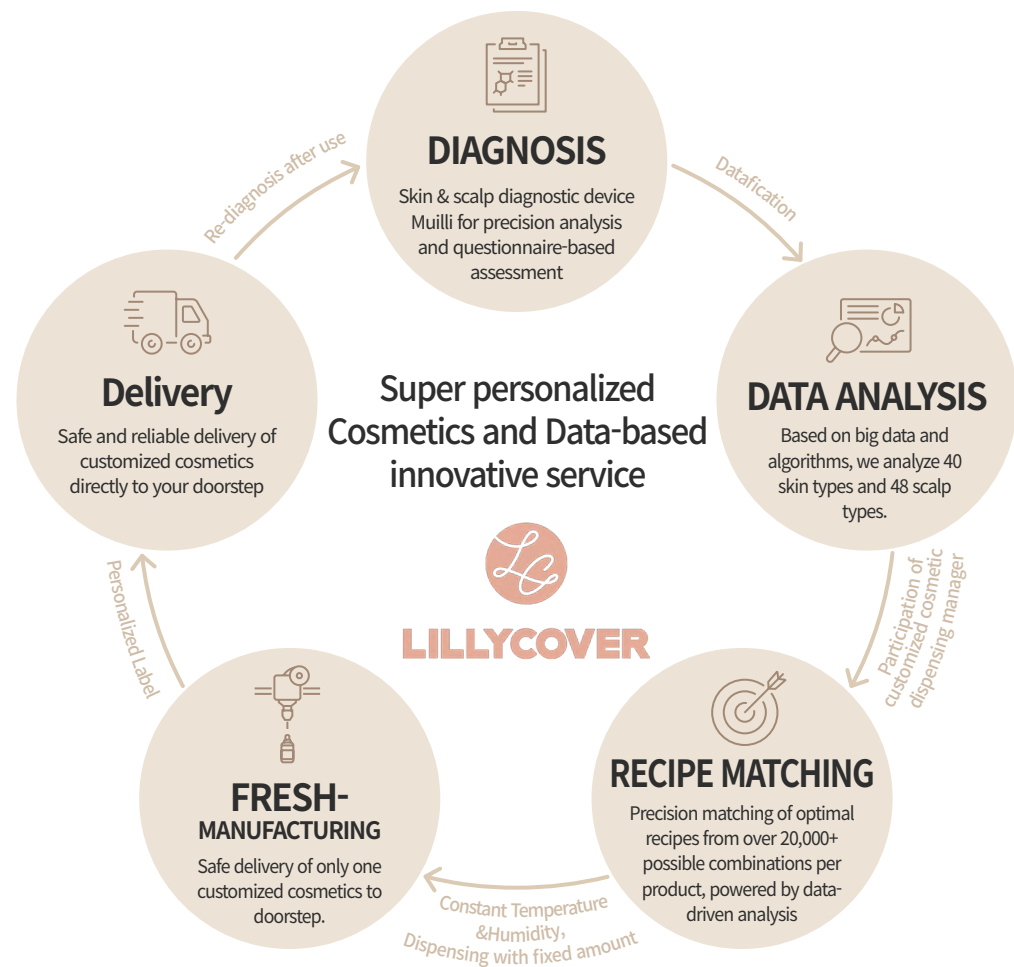 DIAGNOSIS
Skin & scalp diagnostic device
Muilli for precision analysis
and questionnaire-based
assessment
Datafication
DATA ANALYSIS
Based on big data and
algorithms, we analyze 40
skin types and 48 scalp
types.
Participation of
customized cosmetic
dispensing manager
RECIPE MATCHING
Precision matching of optimal
recipes from over 20,000+
possible combinations per
product, powered by data-
driven analysis
Constant Temperature
&Humidity,
Dispensing with fixed amount
FRESH-
MANUFACTURING
Safe delivery of only one
customized cosmetics to
doorstep.
Personalized Label
Delivery
Safe and reliable delivery of
customized cosmetics
directly to your doorstep
Re-diagnosis after use
Super personalized
Cosmetics and Data-based
innovative service
LC
LILLYCOVER